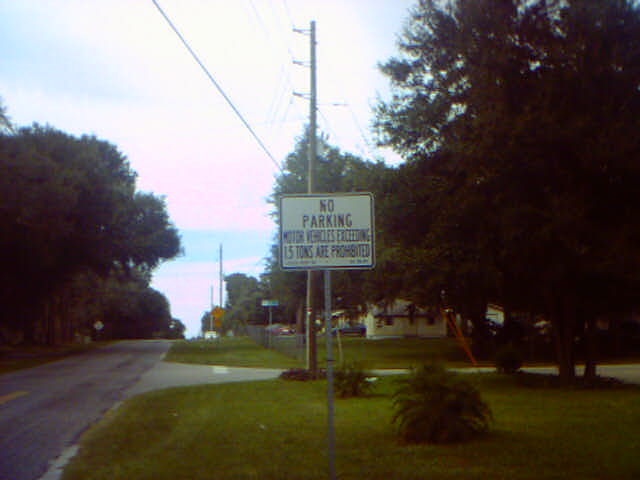 NO
PARKING
MOTOR VEHICLES EXCEEDING
1.5 TONS ARE PROHIBITED